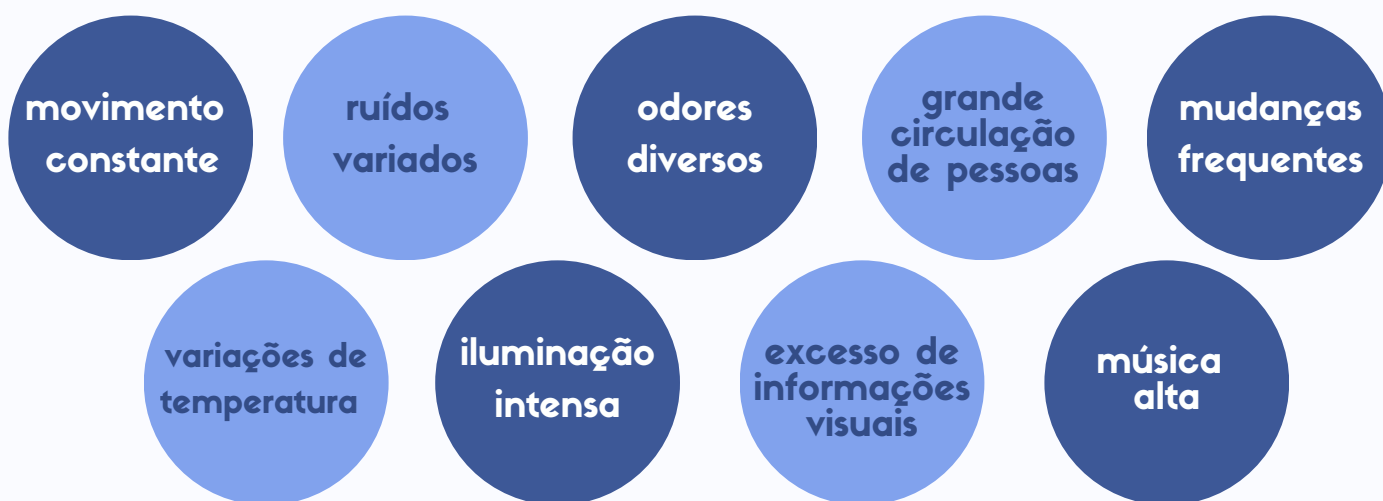 movimento
constante
ruídos
variados
odores
diversos
grande
circulação
de pessoas
mudanças
frequentes
variações de
temperatura
iluminação
intensa
excesso de
informações
visuais
música
alta